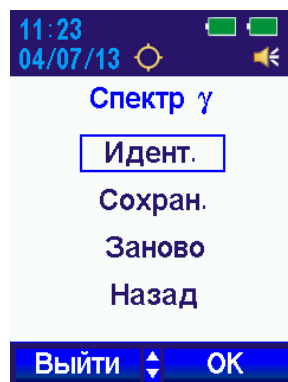 11:23
04/07/13
Спектр γ
Идент.
Сохран.
Заново
Назад
Выйти OK